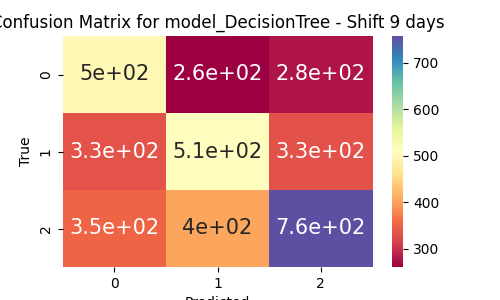 Confusion Matrix for model_DecisionTree - Shift 9 days
True
0 5e+02 2.6e+02 2.8e+02
1 3.3e+02 5.1e+02 3.3e+02
2 3.5e+02 4e+02 7.6e+02
0 1 2
Predicted
700
600
500
400
300